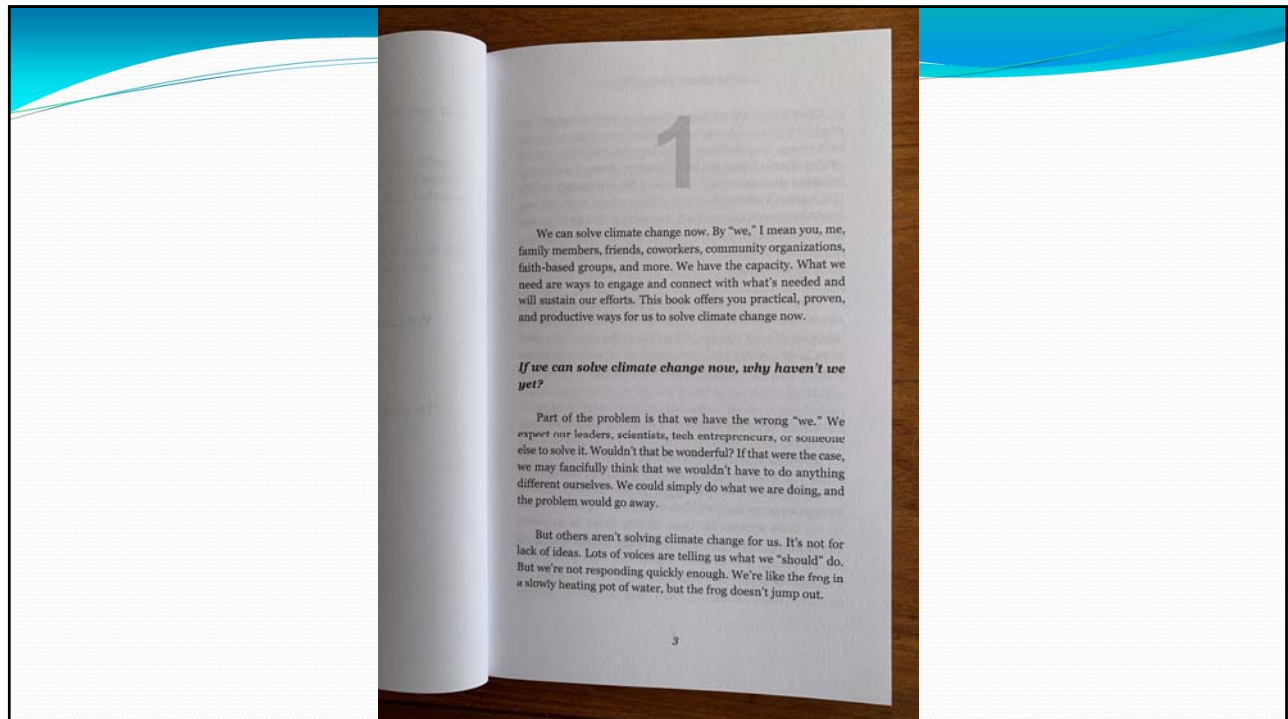 1
We can solve climate change now. By “we,” I mean you, me,
family members, friends, coworkers, community organizations,
faith-based groups, and more. We have the capacity. What we
need are ways to engage and connect with what’s needed and
will sustain our efforts. This book offers you practical, proven,
and productive ways for us to solve climate change now.
If we can solve climate change now, why haven’t we
yet?
Part of the problem is that we have the wrong “we.” We
expect our leaders, scientists, tech entrepreneurs, or someone
else to solve it. Wouldn’t that be wonderful? If that were the case,
we may fancifully think that we wouldn’t have to do anything
different ourselves. We could simply do what we are doing, and
the problem would go away.
But others aren’t solving climate change for us. It’s not for
lack of ideas. Lots of voices are telling us what we “should” do.
But we’re not responding quickly enough. We’re like the frog in
a slowly heating pot of water, but the frog doesn’t jump out.
3